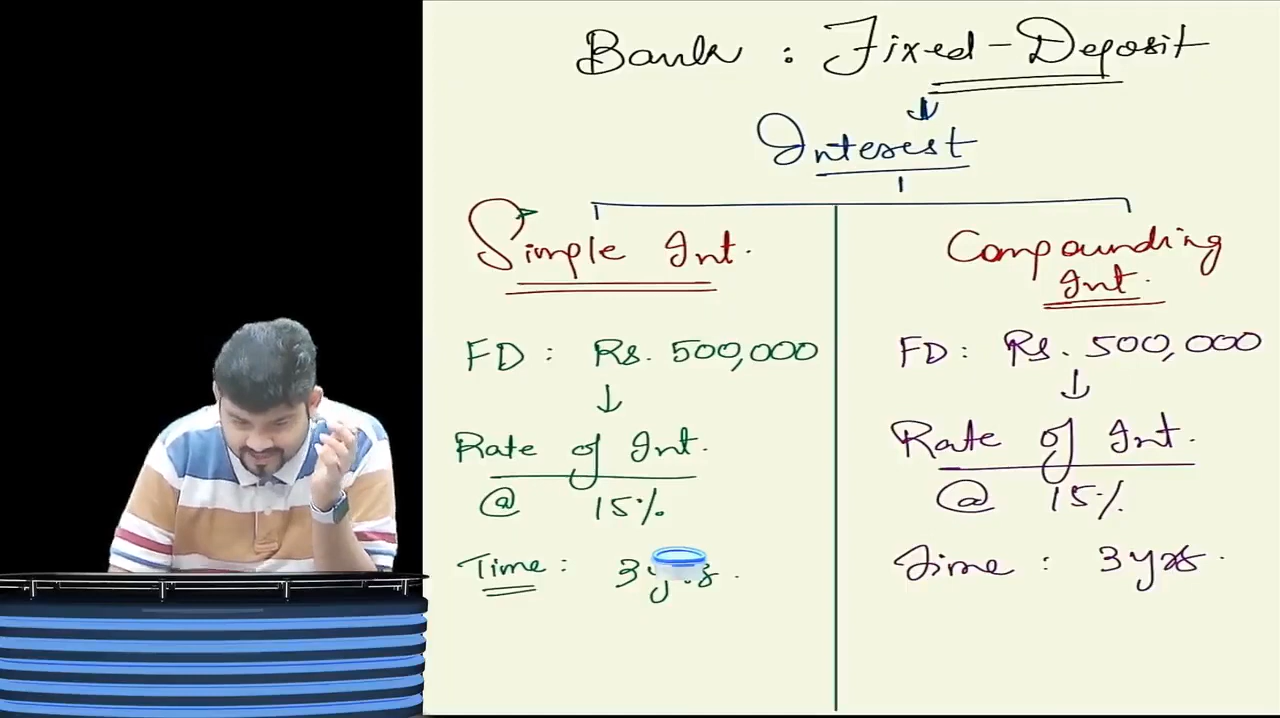 Bank : Fixed-Deposit
Interest
Simple Int.
FD : Rs. 500,000
Rate of Int.
@ 15%
Time : 3 yrs.
Compounding
Int.
FD : Rs. 500,000
Rate of Int.
@ 15%
Time : 3 yrs.